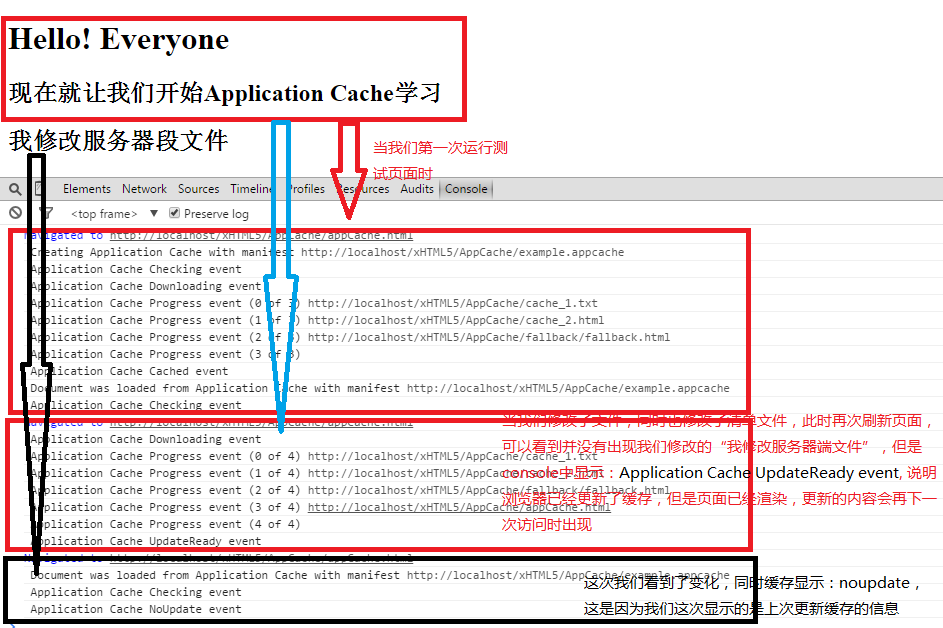 Hello! Everyone
现在就让我们开始Application Cache学习
我修改服务器段文件
当我们第一次运行测
试页面时
Elements Network Sources Timeline Profiles Resources Audits Console
<top frame> ▼ Preserve log
Navigated to http://localhost/xHTML5/AppCache/appCache.html
Creating Application Cache with manifest http://localhost/xHTML5/AppCache/example.appcache
Application Cache Checking event
Application Cache Downloading event
Application Cache Progress event (0 of 3) http://localhost/xHTML5/AppCache/cache_1.txt
Application Cache Progress event (1 of 3) http://localhost/xHTML5/AppCache/cache_2.html
Application Cache Progress event (2 of 3) http://localhost/xHTML5/AppCache/fallback/fallback.html
Application Cache Progress event (3 of 3)
Application Cache Cached event
Document was loaded from Application Cache with manifest http://localhost/xHTML5/AppCache/example.appcache
Application Cache Checking event
Navigated to http://localhost/xHTML5/AppCache/appCache.html
Application Cache Downloading event
Application Cache Progress event (0 of 4) http://localhost/xHTML5/AppCache/cache_1.txt
Application Cache Progress event (1 of 4) http://localhost/xHTML5/AppCache/
Application Cache Progress event (2 of 4) http://localhost/xHTML5/AppCache/fallback/fallback.html
Application Cache Progress event (3 of 4) http://localhost/xHTML5/AppCache/appCache.html
Application Cache Progress event (4 of 4)
Application Cache UpdateReady event
当我们修改了文件，同时也修改了清单文件，此时再次刷新页面，
可以看到并没有出现我们修改的“我修改服务器端文件”，但是
console中显示：Application Cache UpdateReady event, 说明
浏览器已经更新了缓存，但是页面已经渲染，更新的内容会再下一
次访问时出现
Navigated to http://localhost/xHTML5/AppCache/appCache.html
Document was loaded from Application Cache with manifest http://localhost/xHTML5/AppCache/example.appcache
Application Cache Checking event
Application Cache NoUpdate event
这次我们看到了变化，同时缓存显示：noupdate，
这是因为我们这次显示的是上次更新缓存的信息